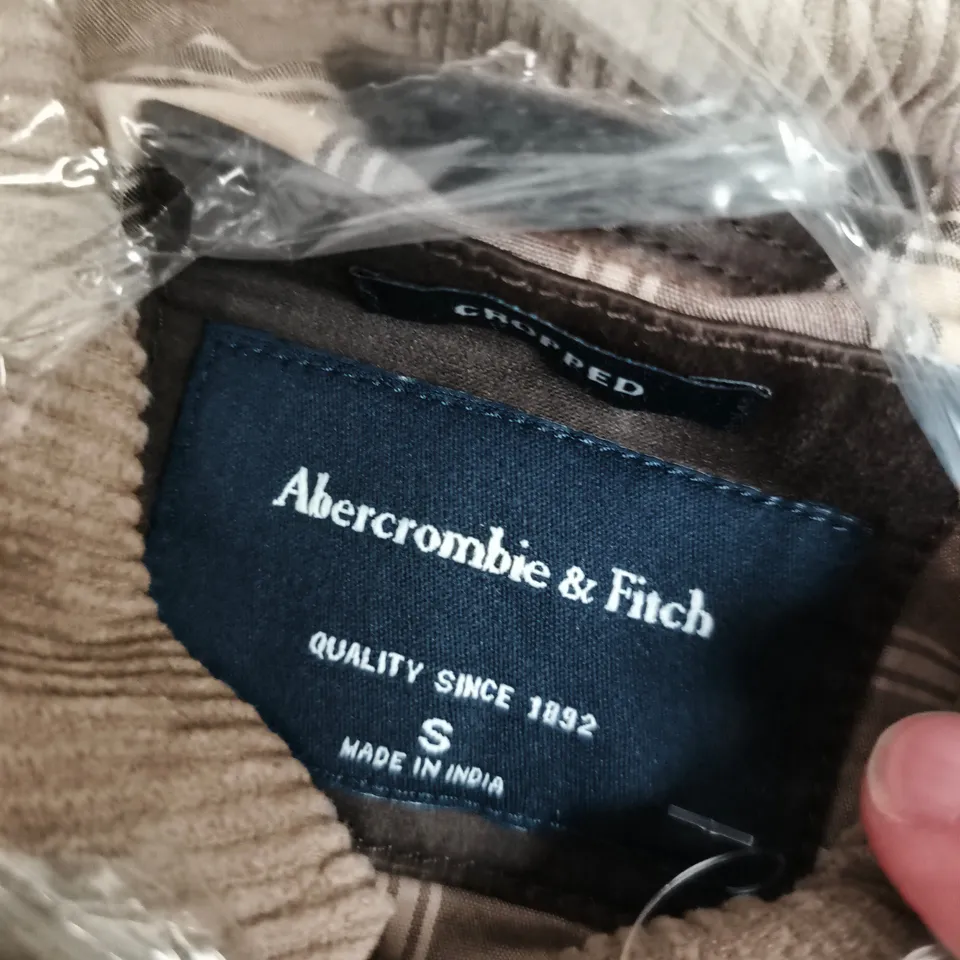 CROPPED
Abercrombie & Fitch
QUALITY SINCE 1892
S
MADE IN INDIA